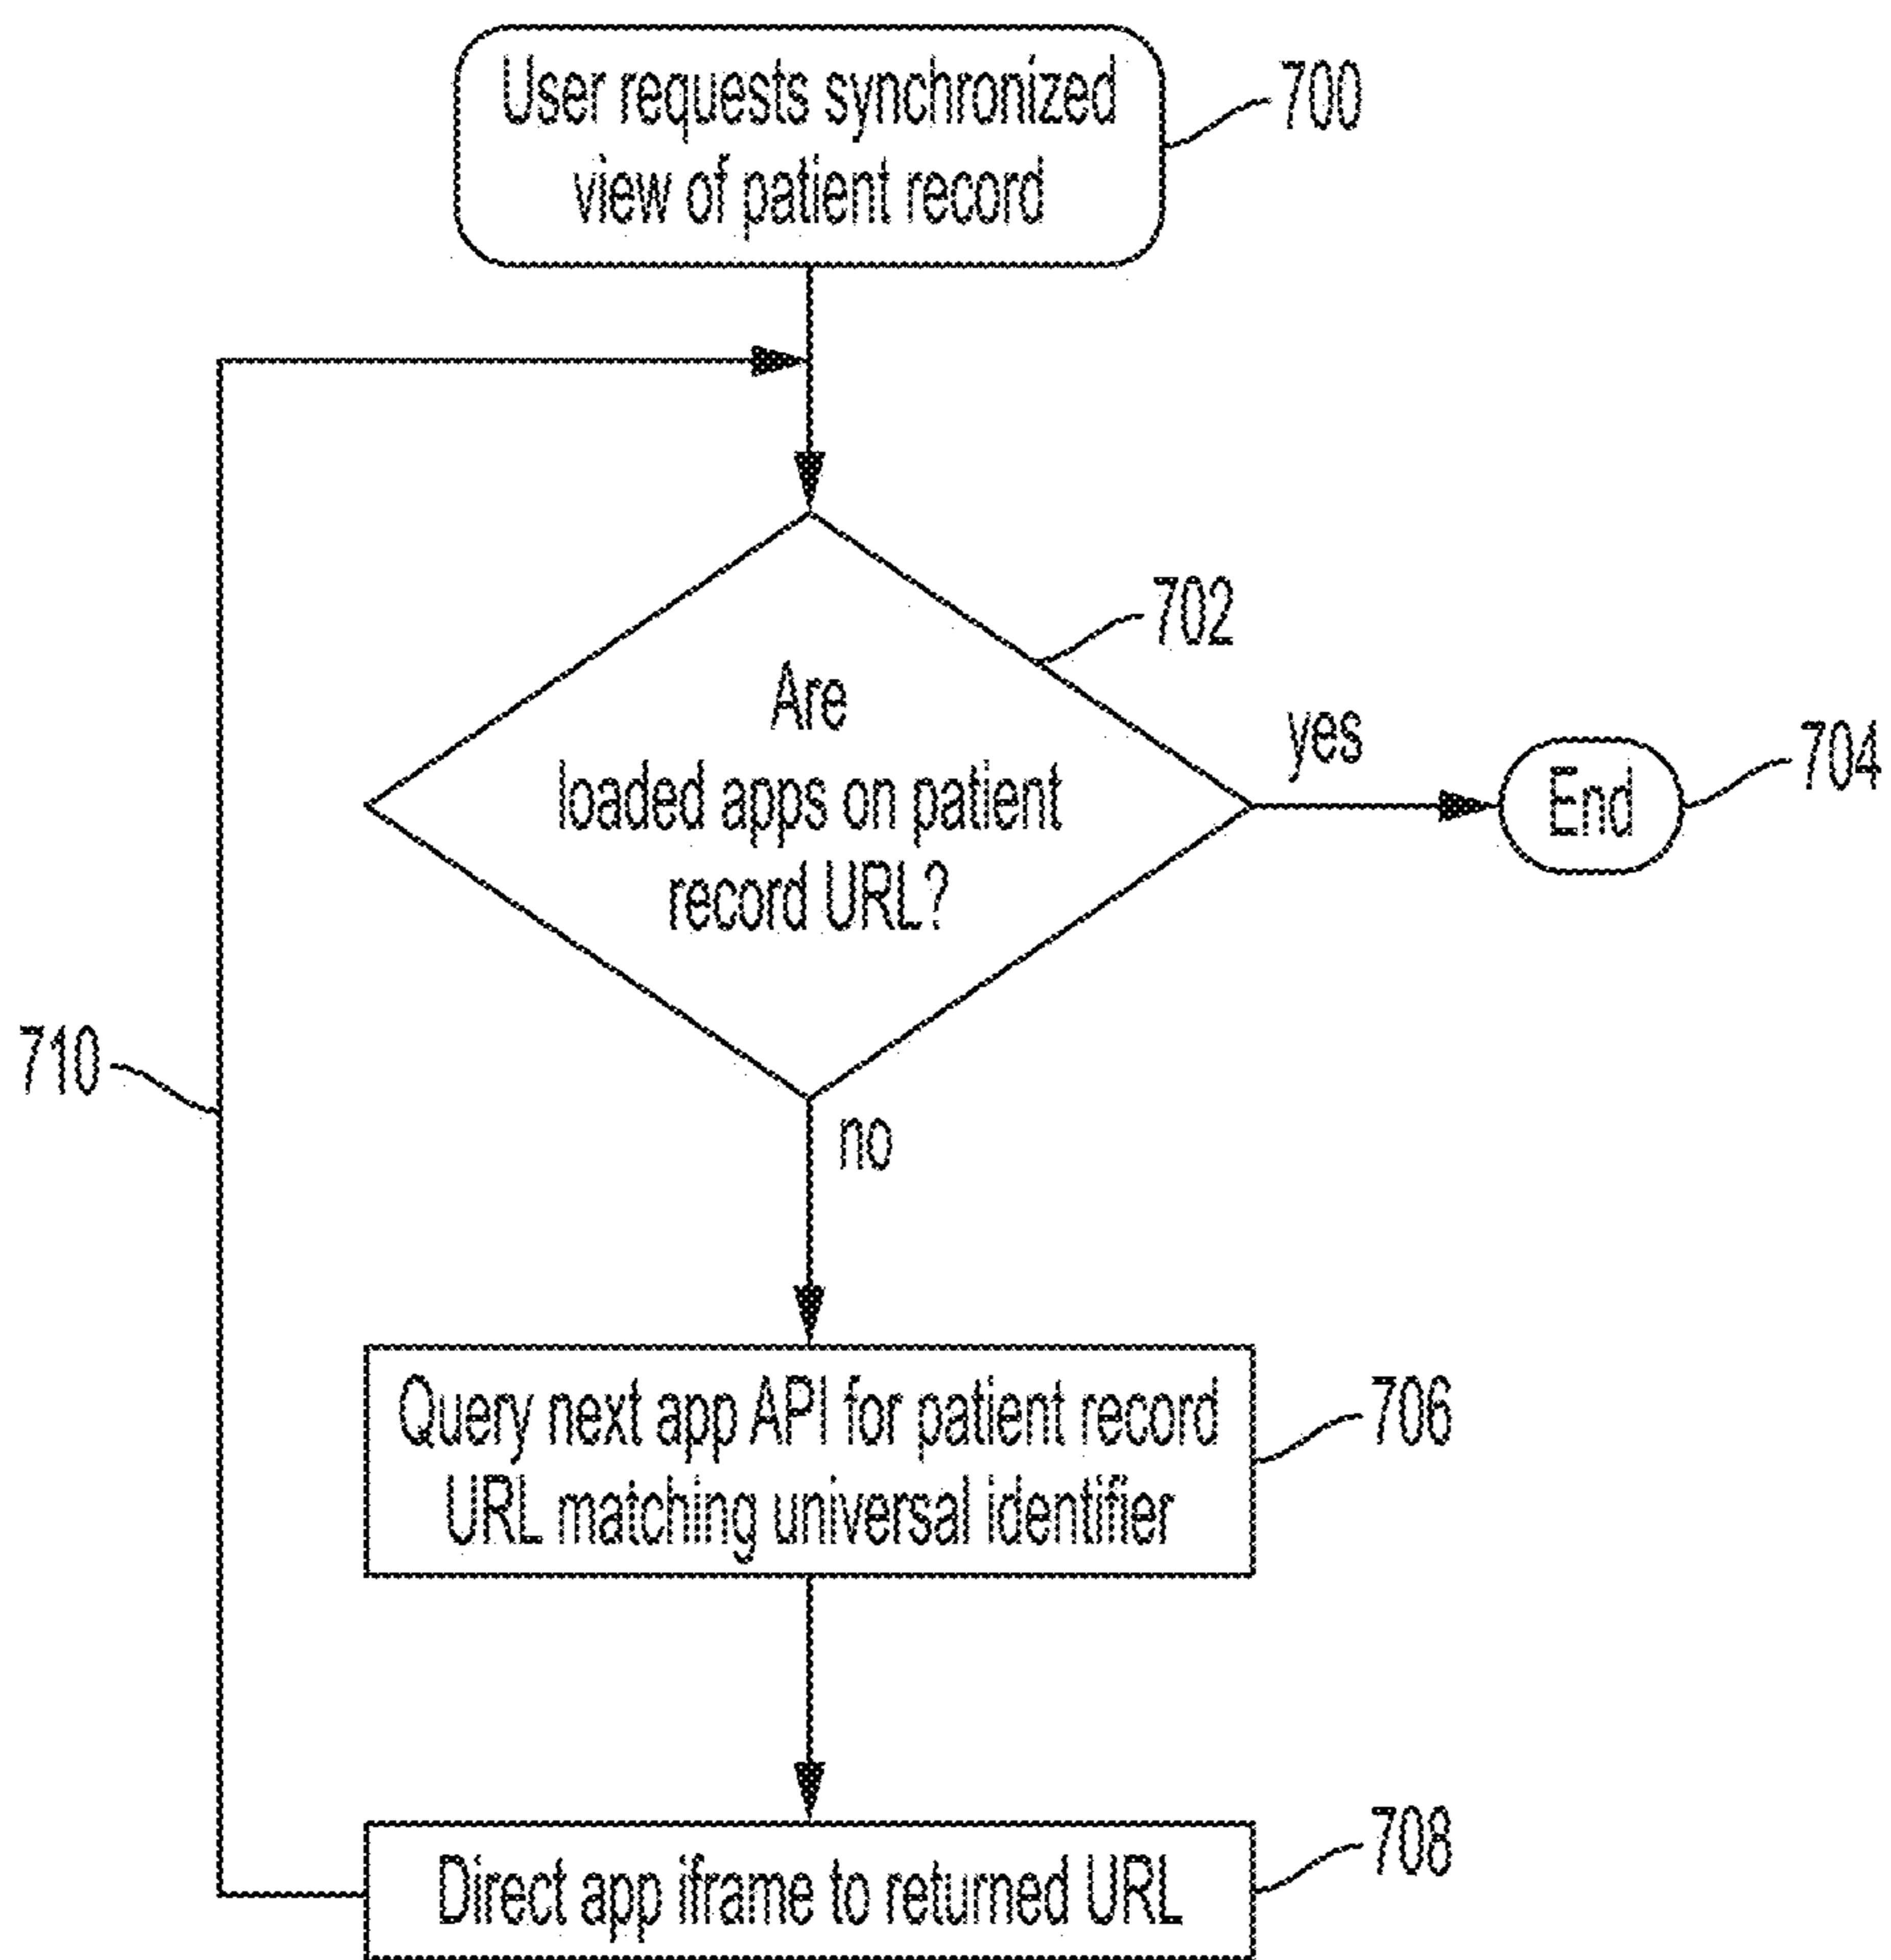 User requests synchronized
view of patient record
700
702
Are
loaded apps on patient
record URL?
yes
End
704
710
no
Query next app API for patient record
URL matching universal identifier
706
Direct app iframe to returned URL
708